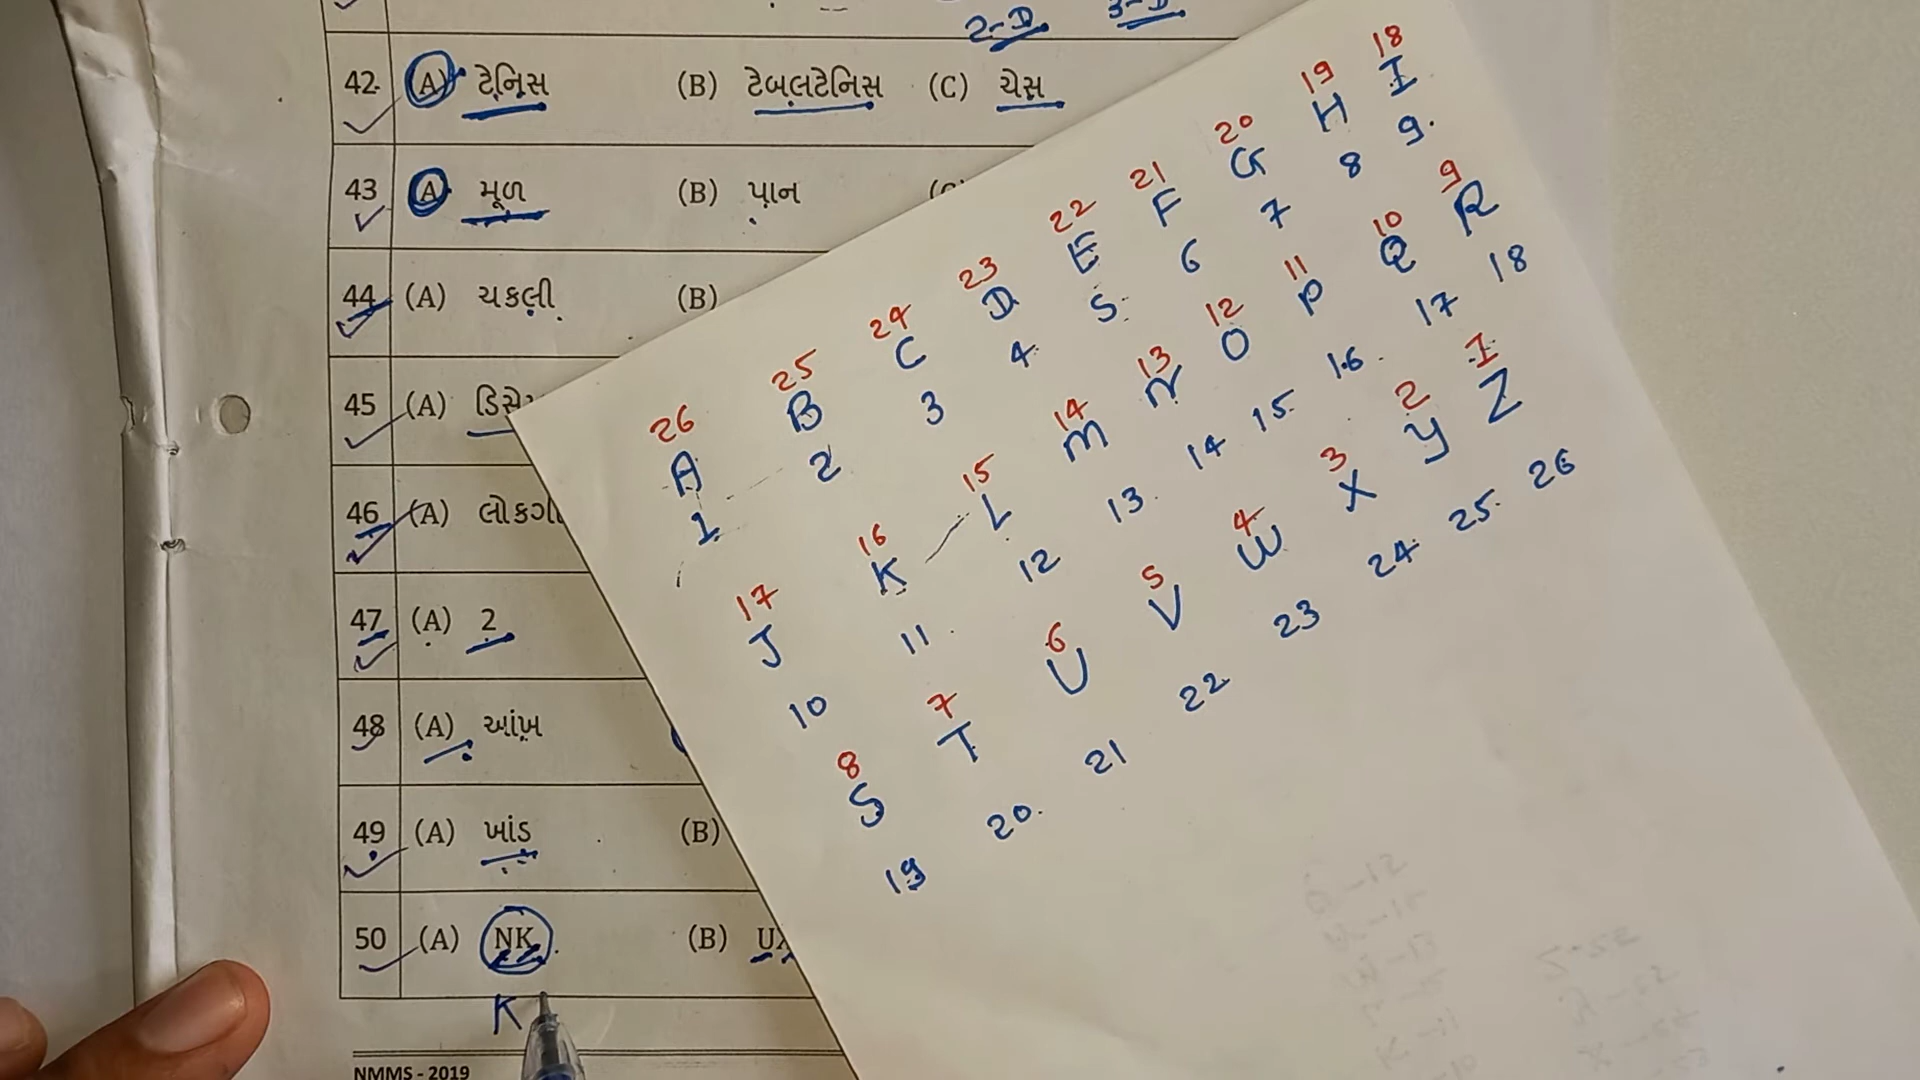 2-D 3-D
42. (A) ટેનિસ (B) ટેબલટેનિસ (C) ચેસ
43 A મૂળ (B) પાન
44 (A) ચકલી (B)
45 (A)
46 (A)
47 (A) 2
48 (A) આંખ
49 (A) ખાંડ (B)
50 (A) NK (B)
K
NMMS - 2019
26 25 24 23 22 21 20 19 18
A B C D E F G H I
1 2 3 4 5 6 7 8 9
17 16 15 14 13 12 11 10 9
J K L M N O P Q R
10 11 12 13 14 15 16 17 18
8 7 6 5 4 3 2 1
S T U V W X Y Z
19 20 21 22 23 24 25 26